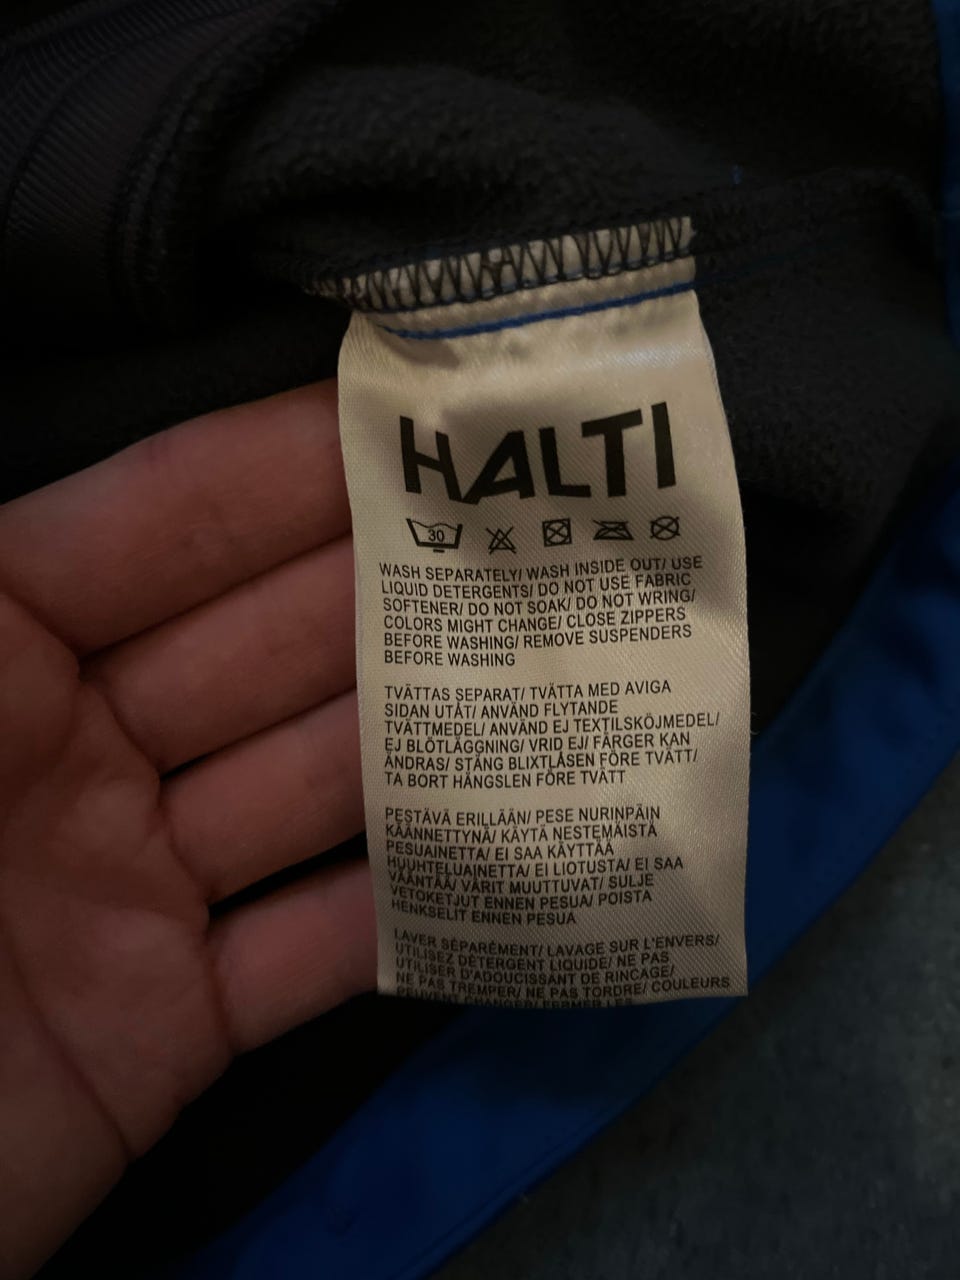 HALTI
30
WASH SEPARATELY/ WASH INSIDE OUT/ USE
LIQUID DETERGENTS/ DO NOT USE FABRIC
SOFTENER/ DO NOT SOAK/ DO NOT WRING/
COLORS MIGHT CHANGE/ CLOSE ZIPPERS
BEFORE WASHING/ REMOVE SUSPENDERS
BEFORE WASHING
TVÄTTAS SEPARAT/ TVÄTTA MED AVIGA
SIDAN UTÅT/ ANVÄND FLYTANDE
TVÄTTMEDEL/ ANVÄND EJ TEXTILSKÖJMEDEL/
EJ BLÖTLÄGGNING/ VRID EJ/ FÄRGER KAN
ÄNDRAS/ STÄNG BLIXTLÅSEN FÖRE TVÄTT/
TA BORT HÄNGSLEN FÖRE TVÄTT
PESTÄVÄ ERILLÄÄN/ PESE NURINPÄIN
KÄÄNNETTYNÄ/ KÄYTÄ NESTEMÄISTÄ
PESUAINETTA/ EI SAA KÄYTTÄÄ
HUUHTELUAINETTA/ EI LIOTUSTA/ EI SAA
VÄÄNTÄÄ/ VÄRIT MUUTTUVAT/ SULJE
VETOKETJUT ENNEN PESUA/ POISTA
HENKSELIT ENNEN PESUA
LAVER SÉPARÉMENT/ LAVAGE SUR L'ENVERS/
UTILISEZ DÉTERGENT LIQUIDE/ NE PAS
UTILISER D'ADOUCISSANT DE RINCAGE/
NE PAS TREMPER/ NE PAS TORDRE/ COULEURS
PEUVENT CHANGER/ FERMER LES